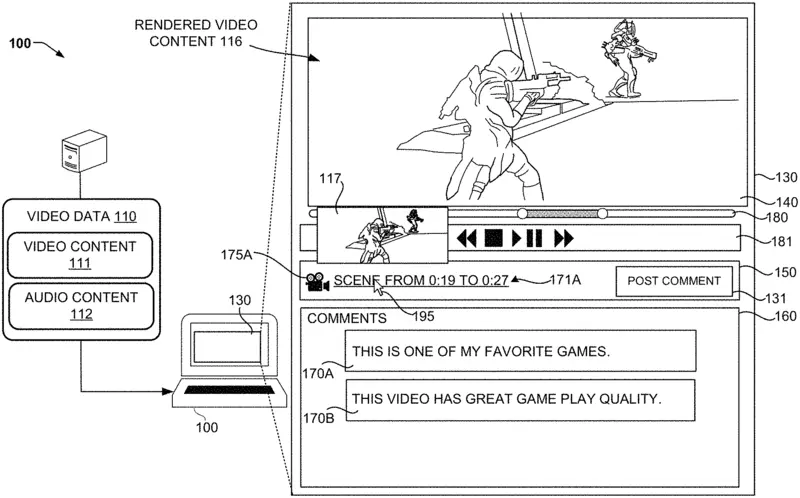 RENDERED VIDEO
CONTENT 116
100
117
130
140
180
181
175A
SCENE FROM 0:19 TO 0:27
171A
POST COMMENT
150
131
195
160
VIDEO DATA 110
VIDEO CONTENT
111
AUDIO CONTENT
112
130
100
COMMENTS
THIS IS ONE OF MY FAVORITE GAMES.
170A
THIS VIDEO HAS GREAT GAME PLAY QUALITY.
170B